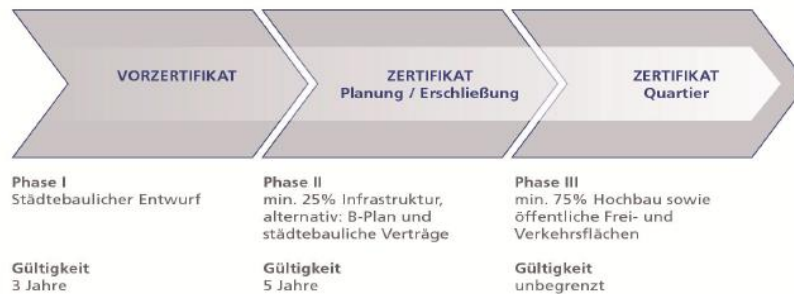 VORZERTIFIKAT
ZERTIFIKAT
Planung / Erschließung
ZERTIFIKAT
Quartier
Phase I
Städtebaulicher Entwurf
Gültigkeit
3 Jahre
Phase II
min. 25% Infrastruktur,
alternativ: B-Plan und
städtebauliche Verträge
Gültigkeit
5 Jahre
Phase III
min. 75% Hochbau sowie
öffentliche Frei- und
Verkehrsflächen
Gültigkeit
unbegrenzt